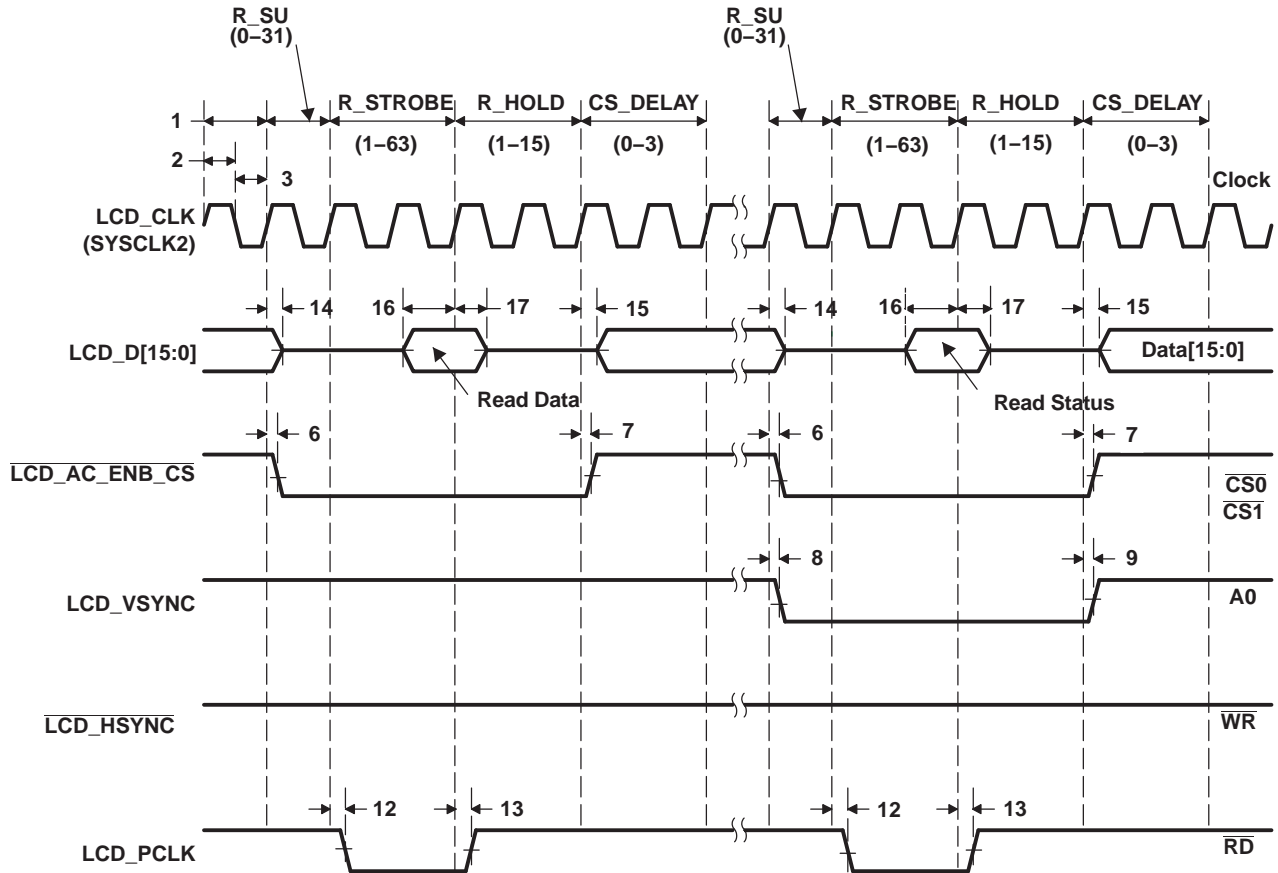 R_SU
(0–31)
R_SU
(0–31)
R_STROBE
R_HOLD
CS_DELAY
R_STROBE
R_HOLD
CS_DELAY
1
(1–63)
(1–15)
(0–3)
(1–63)
(1–15)
(0–3)
2
3
Clock
LCD_CLK
(SYSCLK2)
14
16
17
15
14
16
17
15
LCD_D[15:0]
Data[15:0]
Read Data
Read Status
6
7
6
7
LCD_AC_ENB_CS
CS0
CS1
8
9
LCD_VSYNC
A0
LCD_HSYNC
WR
12
13
12
13
LCD_PCLK
RD